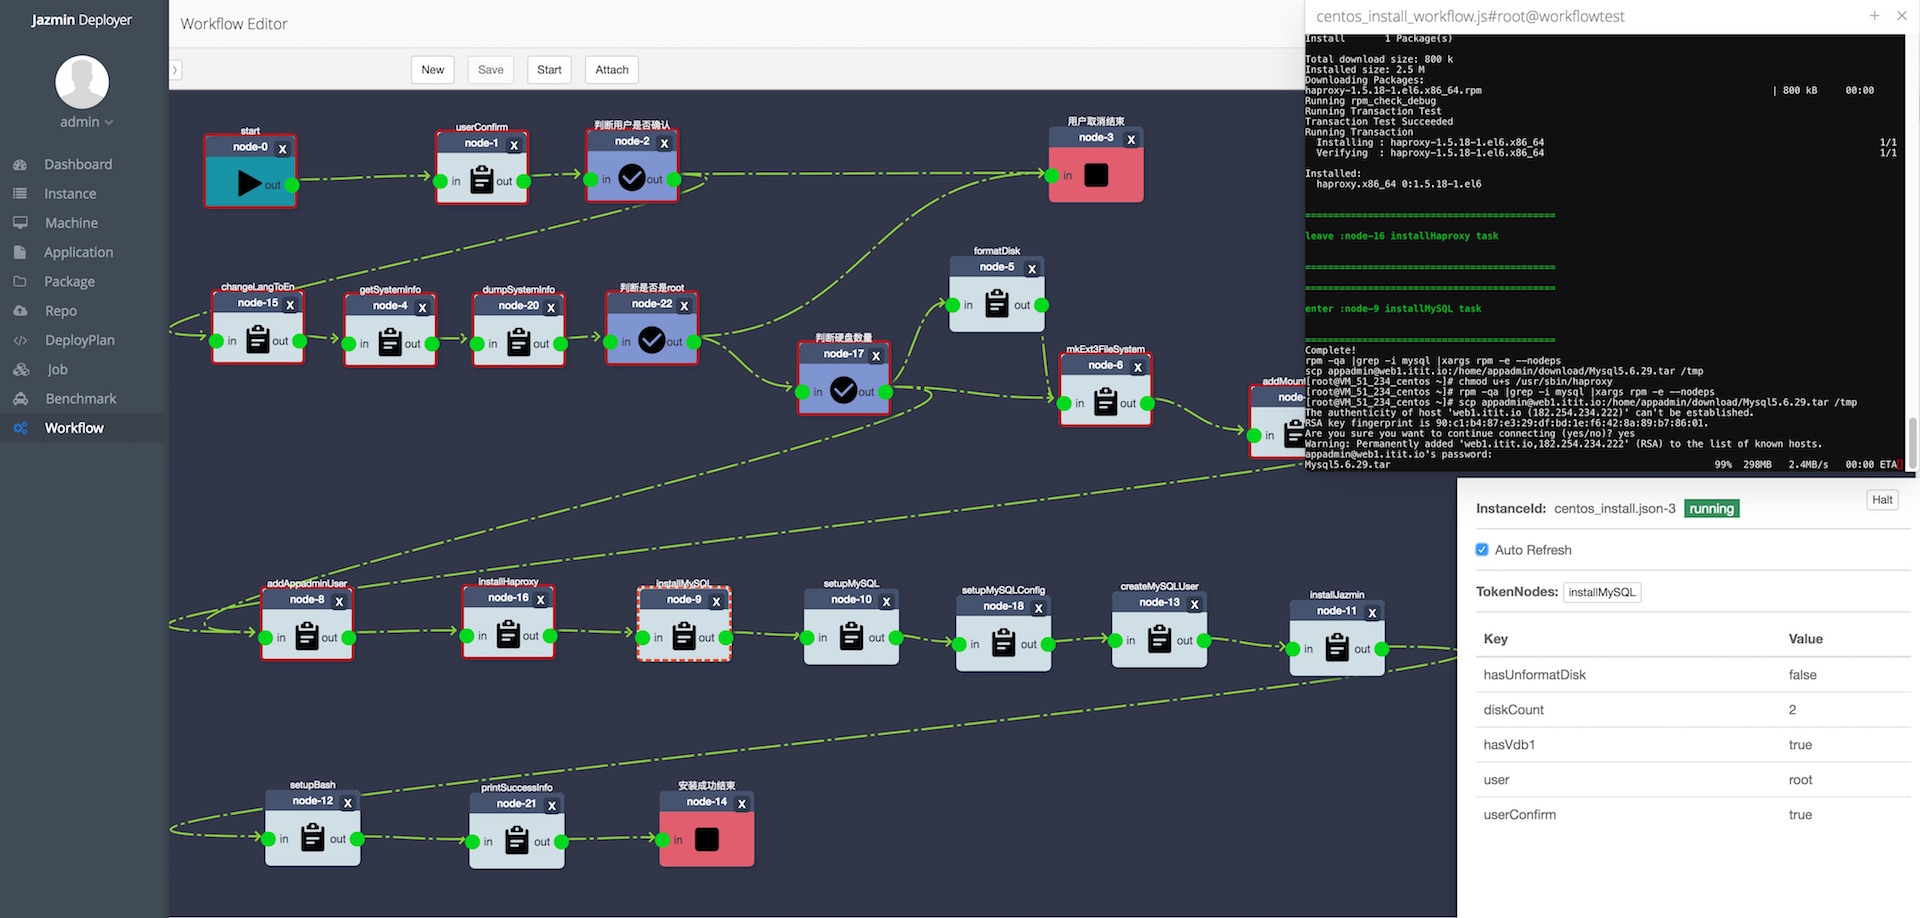 Jazmin Deployer
admin
Dashboard
Instance
Machine
Application
Package
Repo
DeployPlan
Job
Benchmark
Workflow
Workflow Editor
New
Save
Start
Attach
start
node-0 X
out
userConfirm
node-1 X
in out
判断用户是否确认
node-2 X
in out
用户取消结束
node-3 X
in
changeLangToEn
node-15 X
in out
getSystemInfo
node-4 X
in out
dumpSystemInfo
node-20 X
in out
判断是否是root
node-22 X
in out
判断硬盘数量
node-17 X
in out
formatDisk
node-5 X
in out
mkExt3FileSystem
node-6 X
in out
addMoun
node-
in
addAppadminUser
node-8 X
in out
installHaproxy
node-16 X
in out
installMySQL
node-9 X
in out
setupMySQL
node-10 X
in out
setupMySQLConfig
node-18 X
in out
createMySQLUser
node-13 X
in out
installJazmin
node-11 X
in out
setupBash
node-12 X
in out
printSuccessInfo
node-21 X
in out
安装成功结束
node-14 X
in
centos_install_workflow.js#root@workflowtest
Install 1 Package(s)
Total download size: 800 k
Installed size: 2.5 M
Downloading Packages:
haproxy-1.5.18-1.el6.x86_64.rpm | 800 kB 00:00
Running rpm_check_debug
Running Transaction Test
Transaction Test Succeeded
Running Transaction
Installing : haproxy-1.5.18-1.el6.x86_64 1/1
Verifying : haproxy-1.5.18-1.el6.x86_64 1/1
Installed:
haproxy.x86_64 0:1.5.18-1.el6
leave :node-16 installHaproxy task
enter :node-9 installMySQL task
Complete!
rpm -qa |grep -i mysql |xargs rpm -e --nodeps
scp appadmin@web1.itit.io:/home/appadmin/download/Mysql5.6.29.tar /tmp
[root@VM_51_234_centos ~]# chmod u+s /usr/sbin/haproxy
[root@VM_51_234_centos ~]# rpm -qa |grep -i mysql |xargs rpm -e --nodeps
[root@VM_51_234_centos ~]# scp appadmin@web1.itit.io:/home/appadmin/download/Mysql5.6.29.tar /tmp
The authenticity of host 'web1.itit.io (182.254.234.222)' can't be established.
RSA key fingerprint is 90:c1:b4:87:e3:29:df:bd:1e:f6:42:8a:89:b7:86:01.
Are you sure you want to continue connecting (yes/no)? yes
Warning: Permanently added 'web1.itit.io,182.254.234.222' (RSA) to the list of known hosts.
appadmin@web1.itit.io's password:
Mysql5.6.29.tar 99% 298MB 2.4MB/s 00:00 ETA
InstanceId: centos_install.json-3 running
Halt
Auto Refresh
TokenNodes: installMySQL
Key Value
hasUnformatDisk false
diskCount 2
hasVdb1 true
user root
userConfirm true